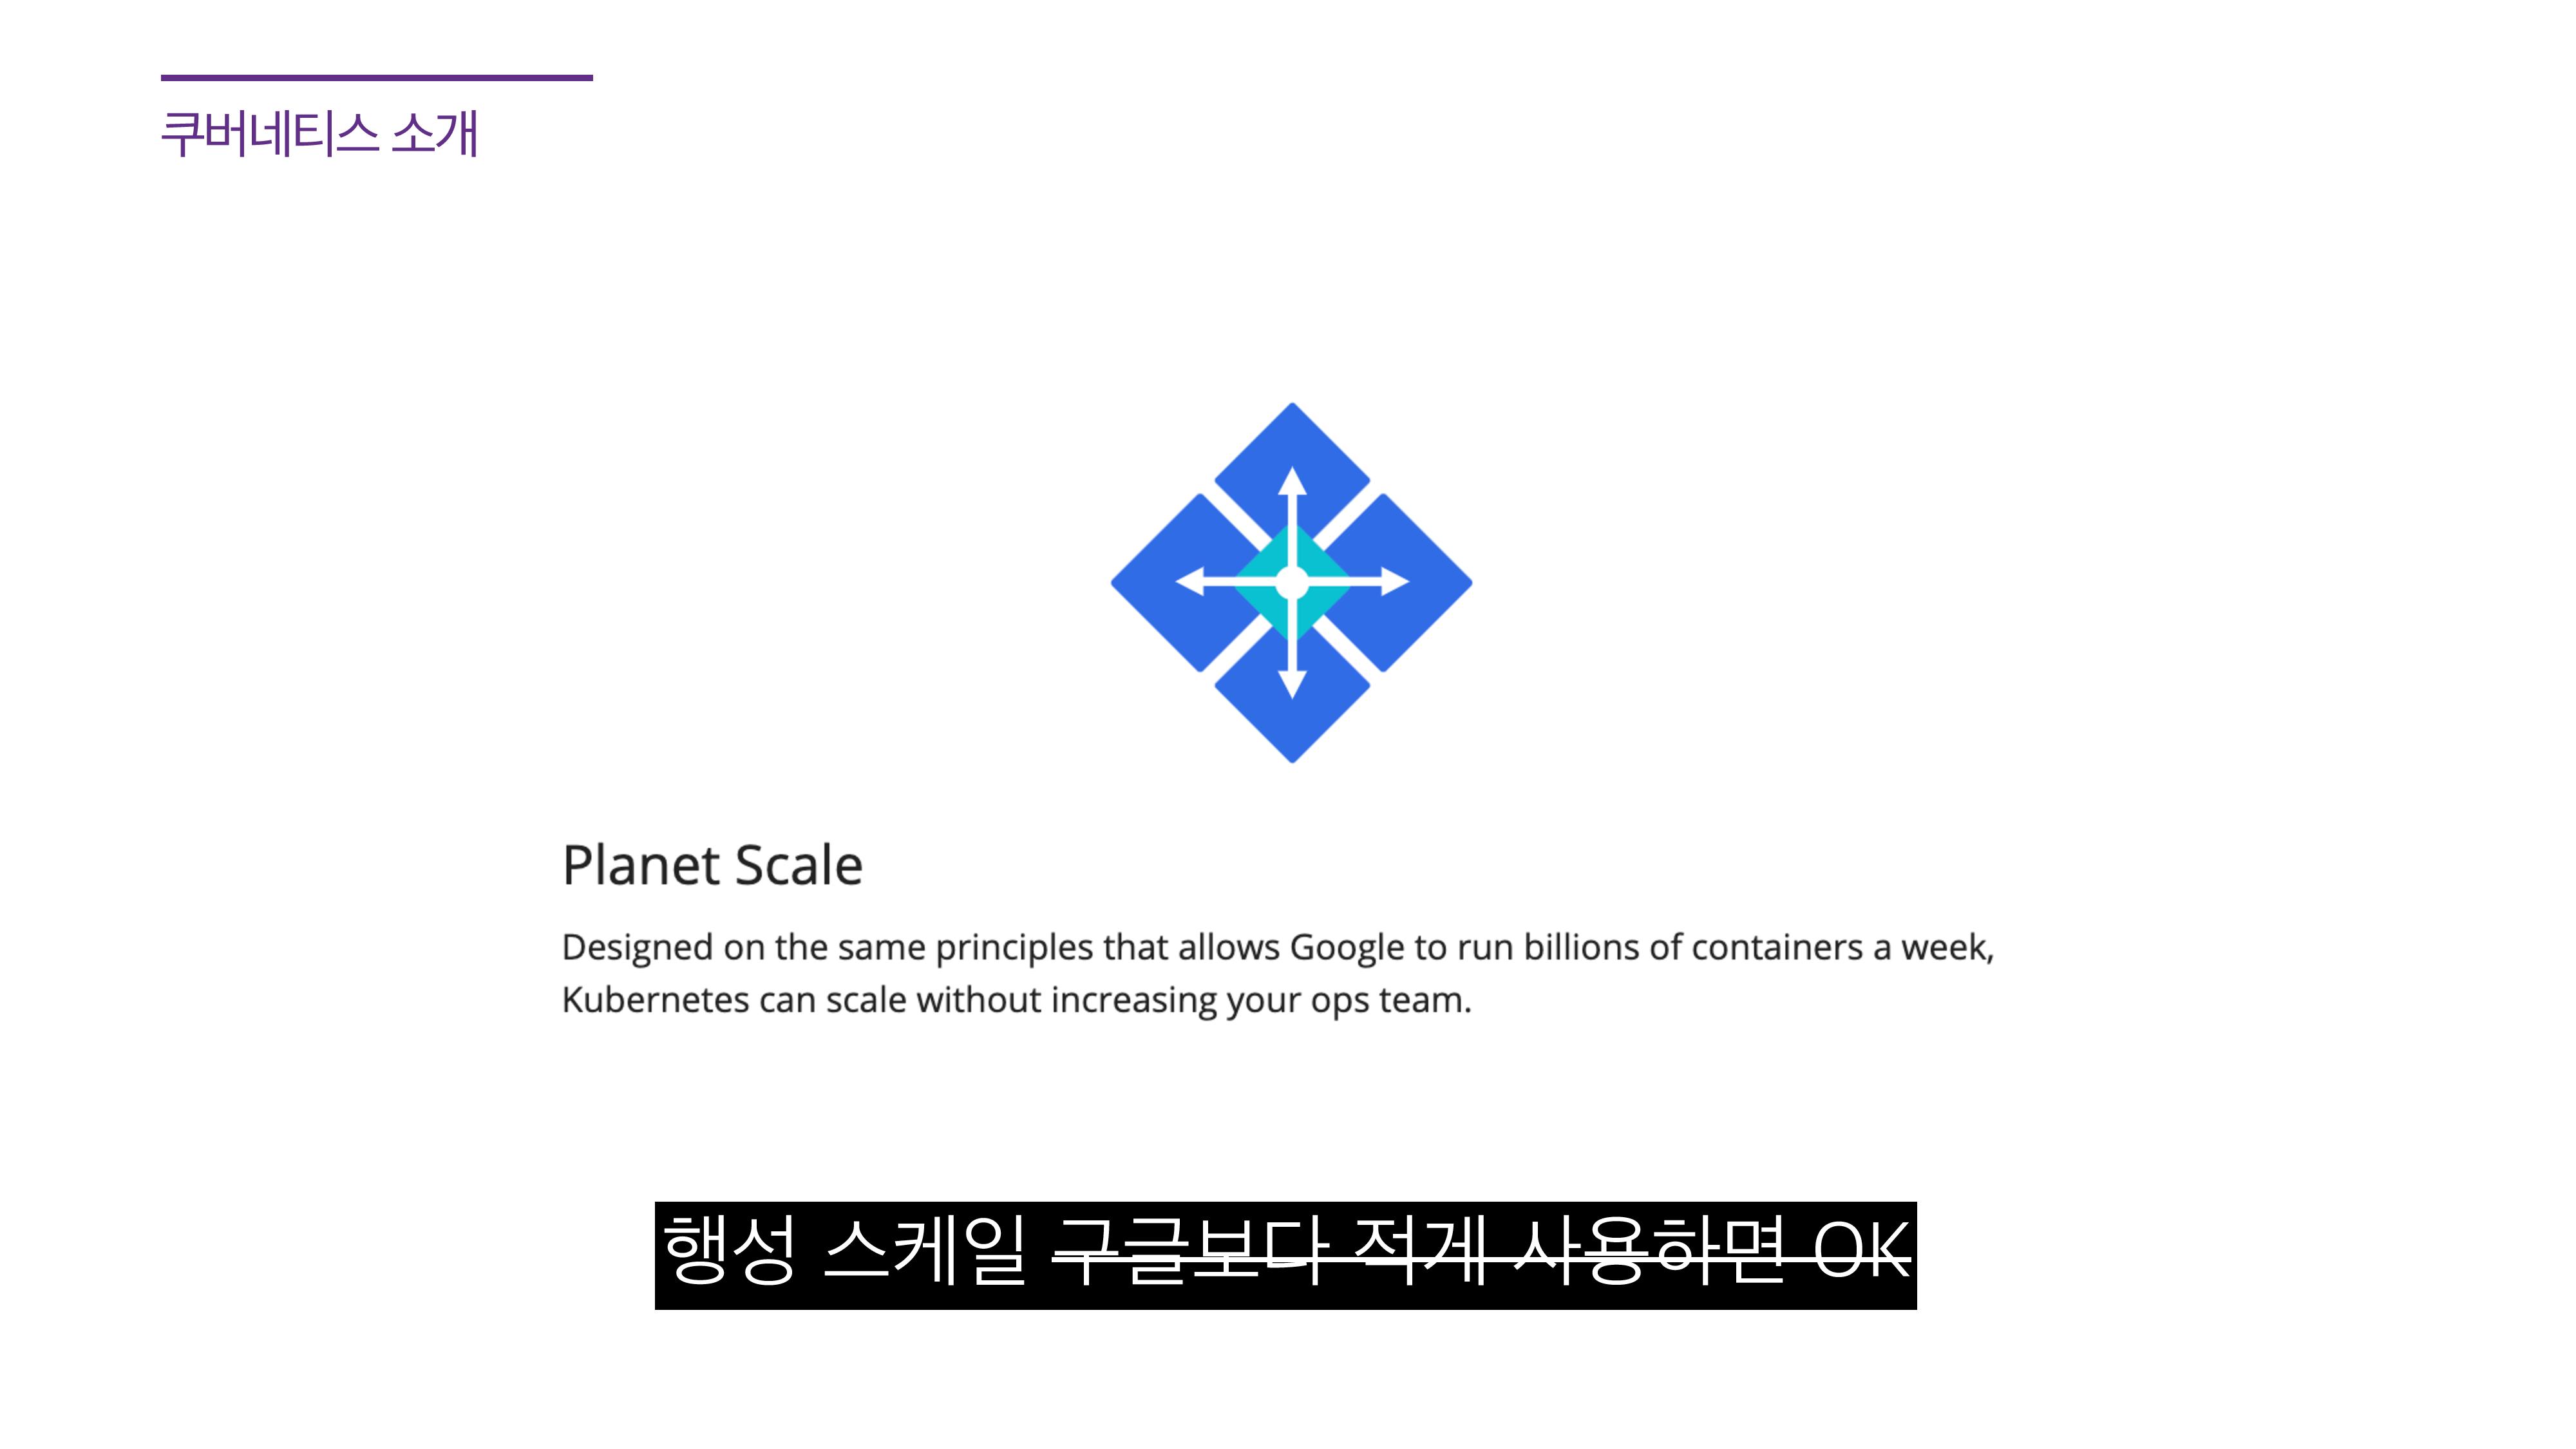 쿠버네티스 소개
Planet Scale
Designed on the same principles that allows Google to run billions of containers a week,
Kubernetes can scale without increasing your ops team.
행성 스케일 구글보다 적게 사용하면 OK